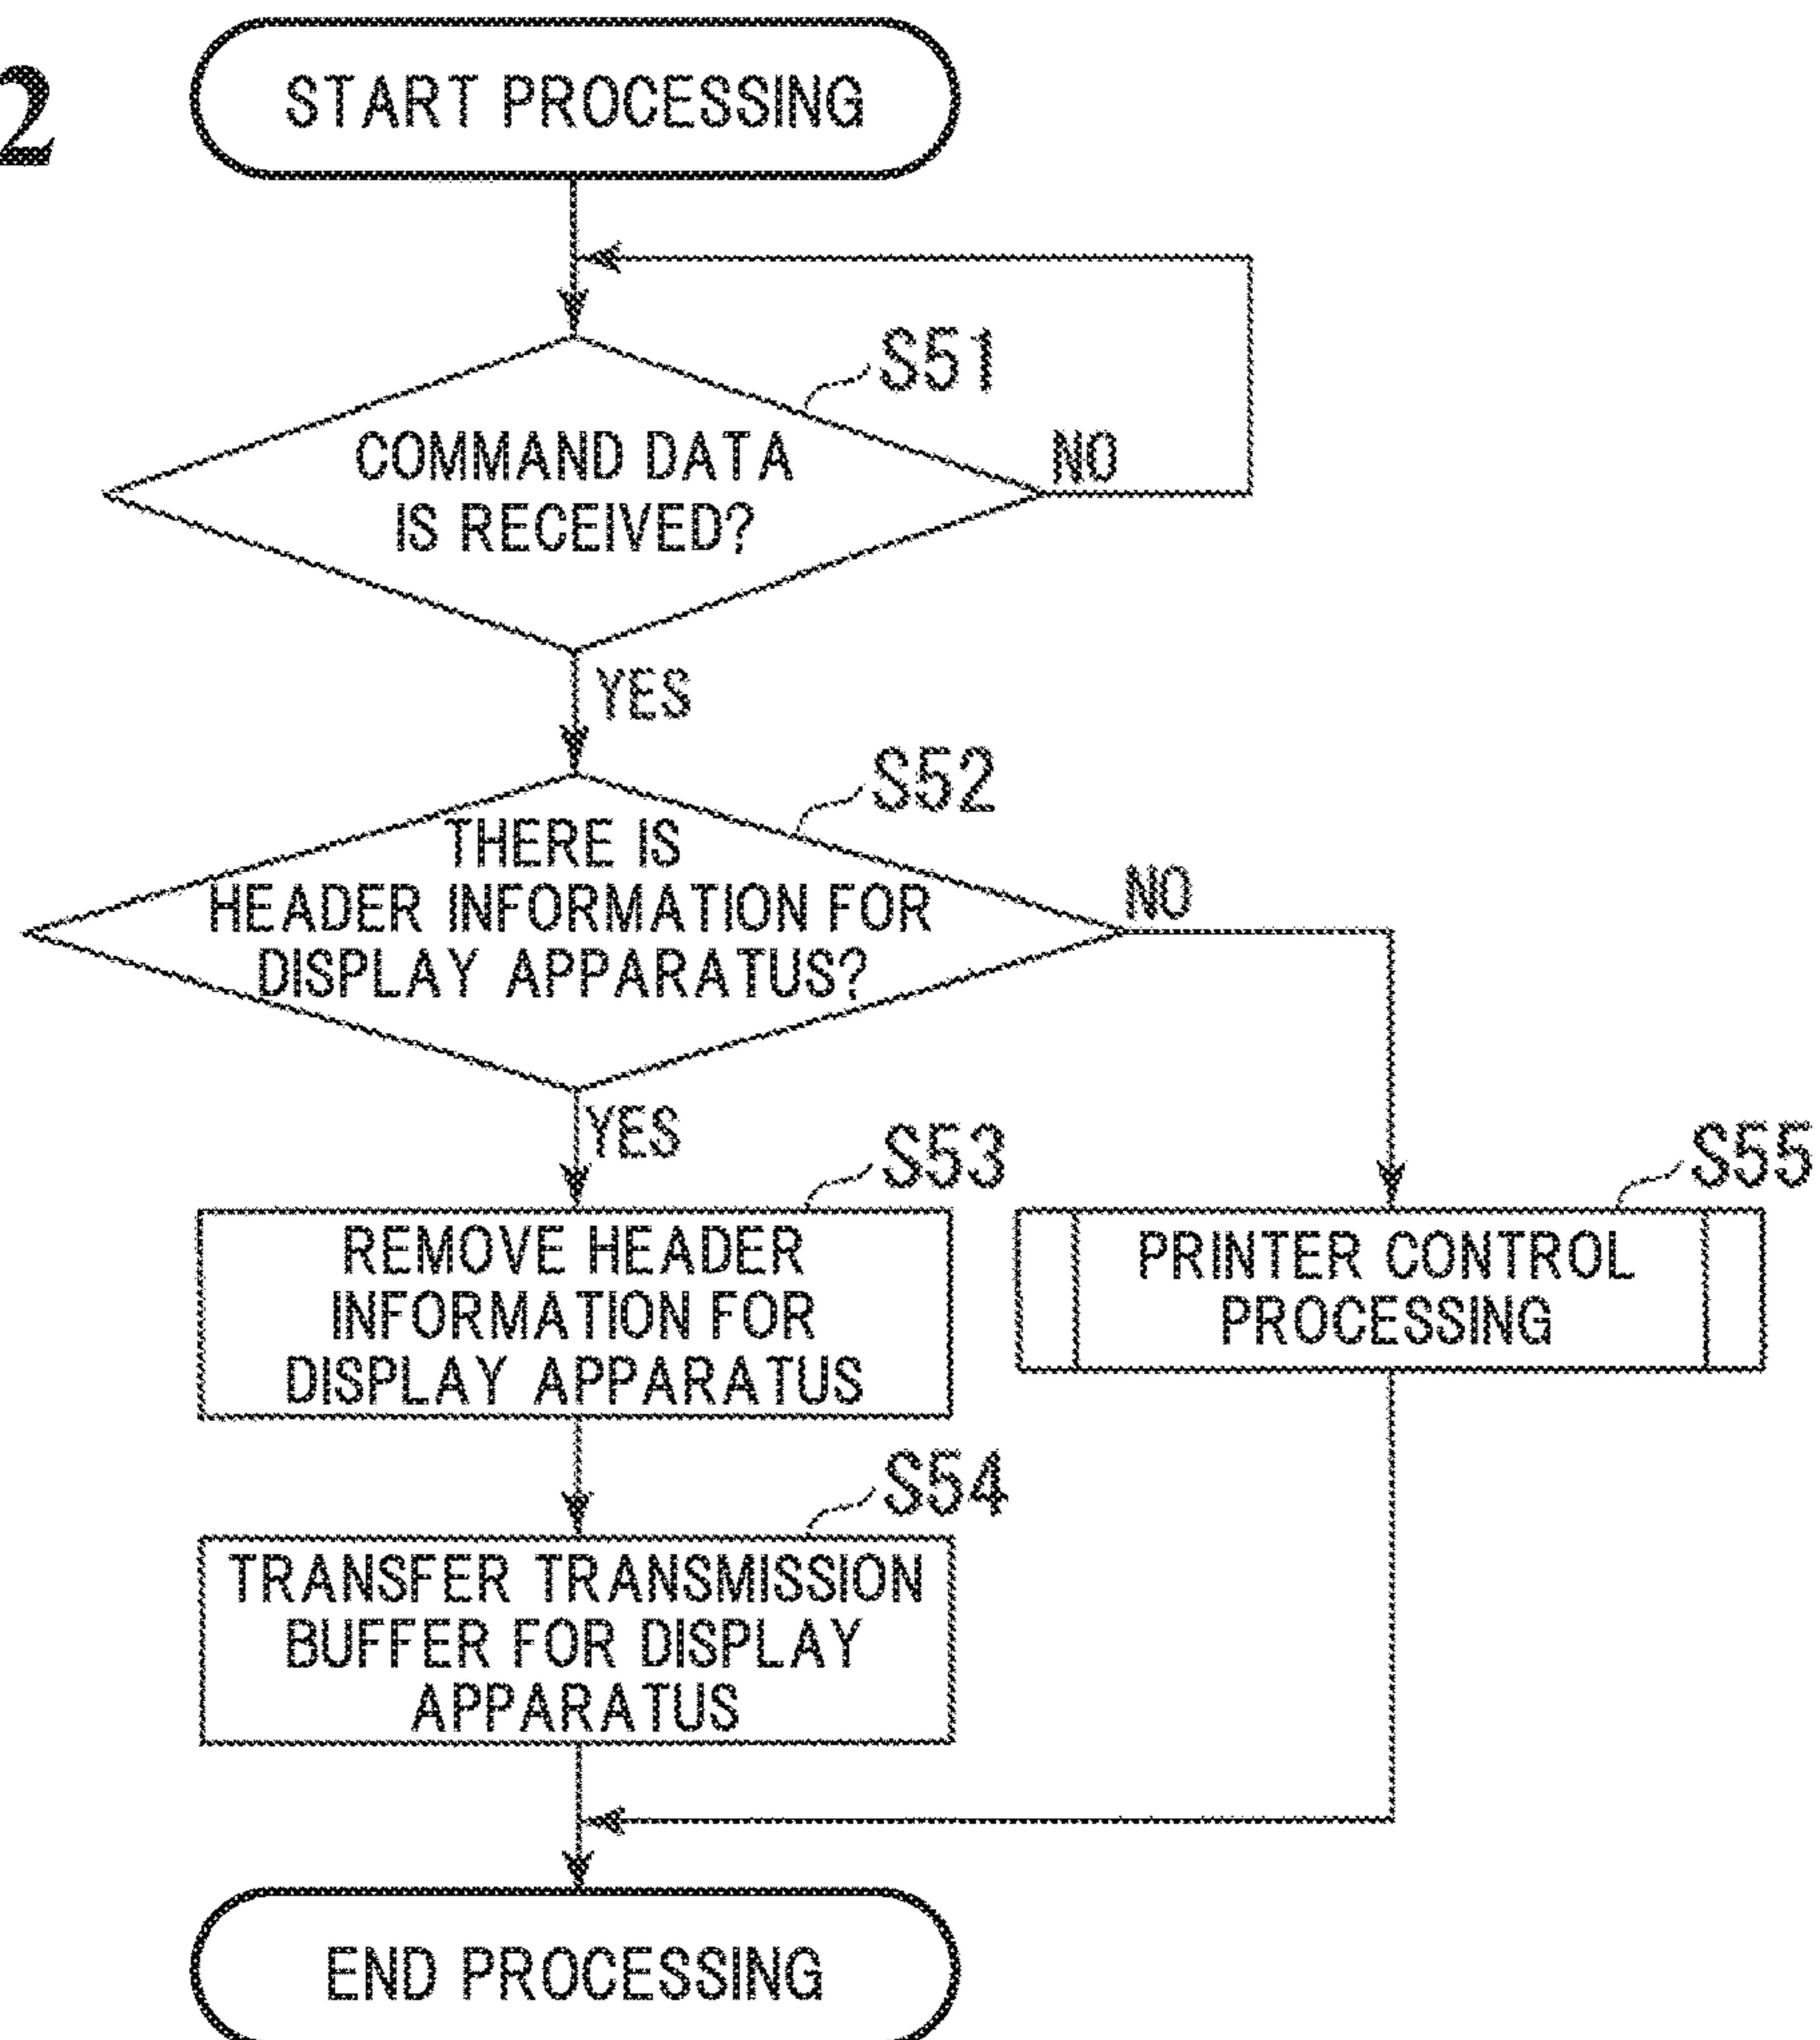 2
START PROCESSING
S51
COMMAND DATA
IS RECEIVED?
NO
YES
S52
THERE IS
HEADER INFORMATION FOR
DISPLAY APPARATUS?
NO
YES
S53
REMOVE HEADER
INFORMATION FOR
DISPLAY APPARATUS
S55
PRINTER CONTROL
PROCESSING
S54
TRANSFER TRANSMISSION
BUFFER FOR DISPLAY
APPARATUS
END PROCESSING